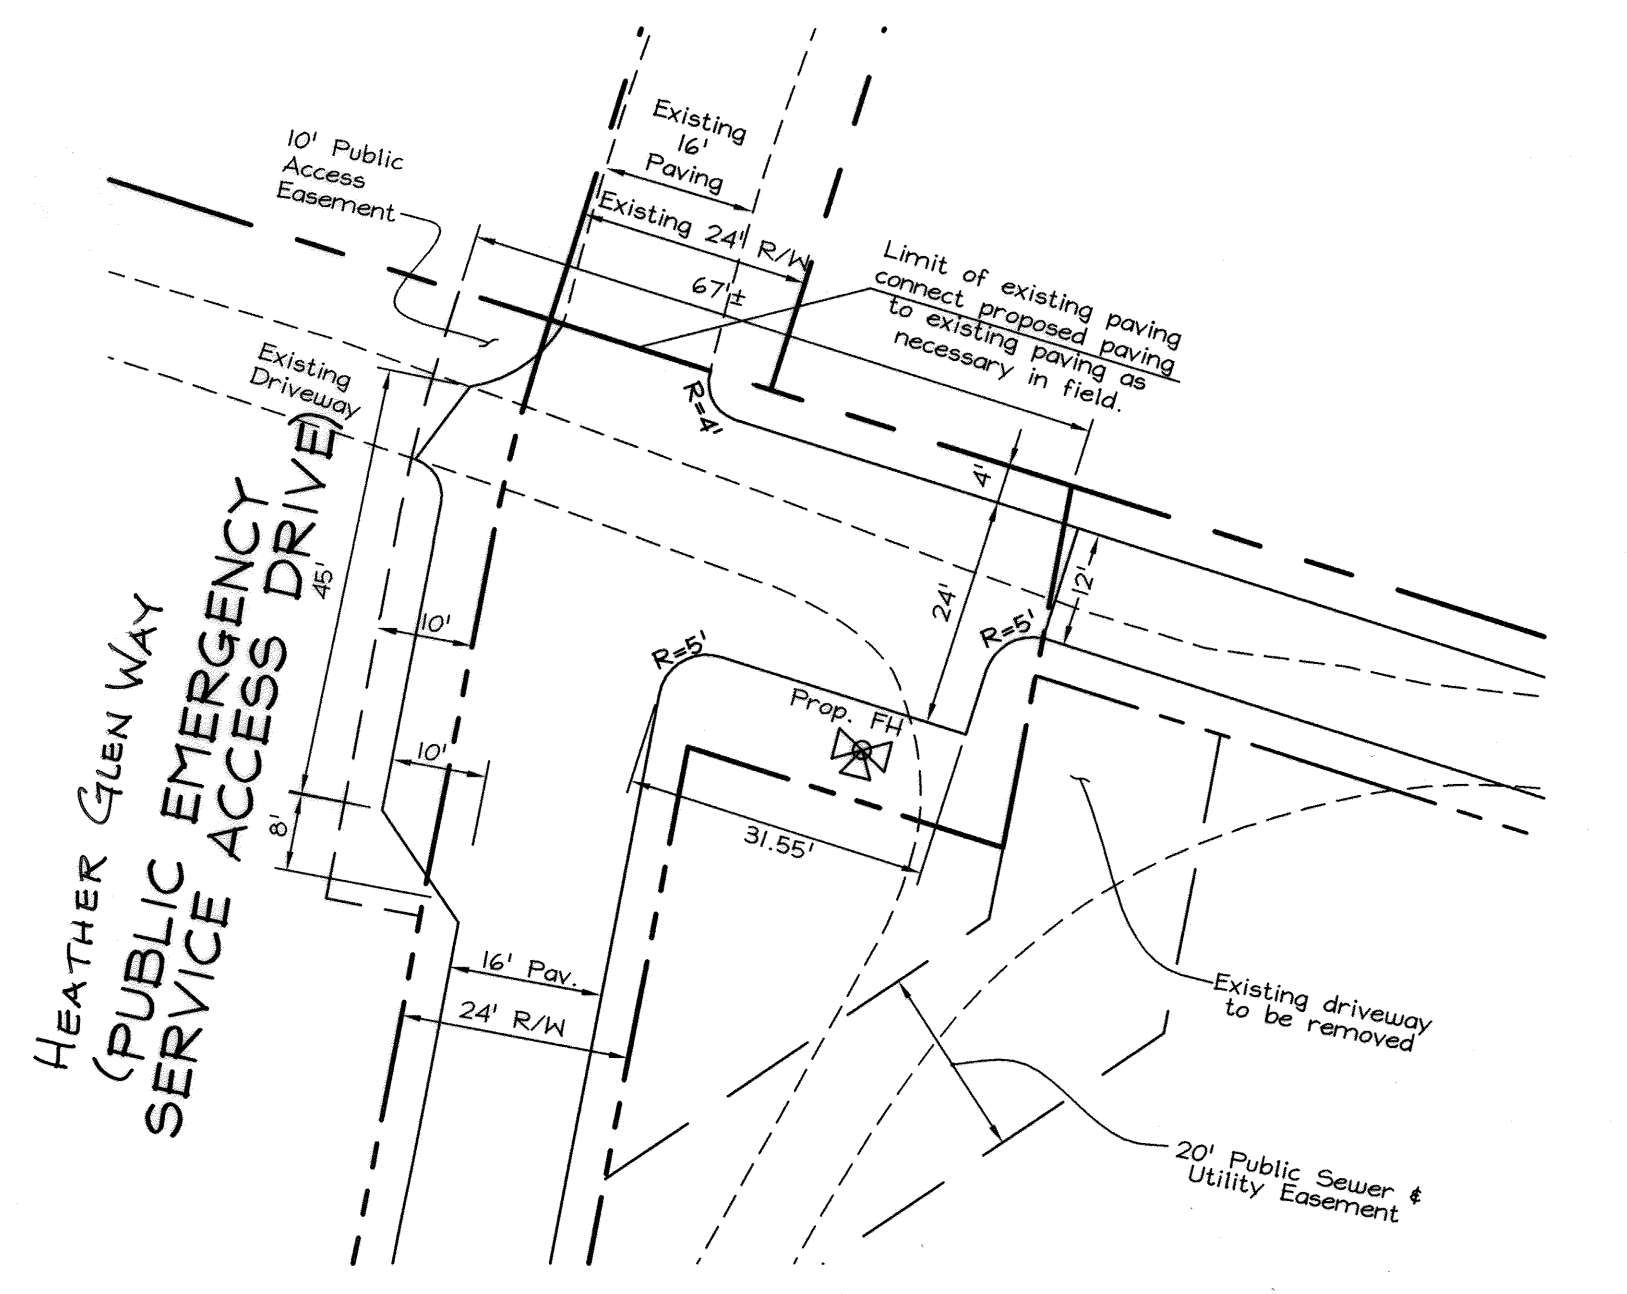 Existing
16'
Paving
10' Public
Access
Easement
Existing 24' R/W
67'±
Limit of existing paving
connect proposed paving
to existing paving as
necessary in field.
Existing
Driveway
R=4'
4'
45'
24'
12'
10'
R=5'
R=5'
Prop. FH
10'
8'
31.55'
HEATHER GLEN WAY
(PUBLIC EMERGENCY
SERVICE ACCESS DRIVE)
16' Pav.
24' R/W
Existing driveway
to be removed
20' Public Sewer &
Utility Easement